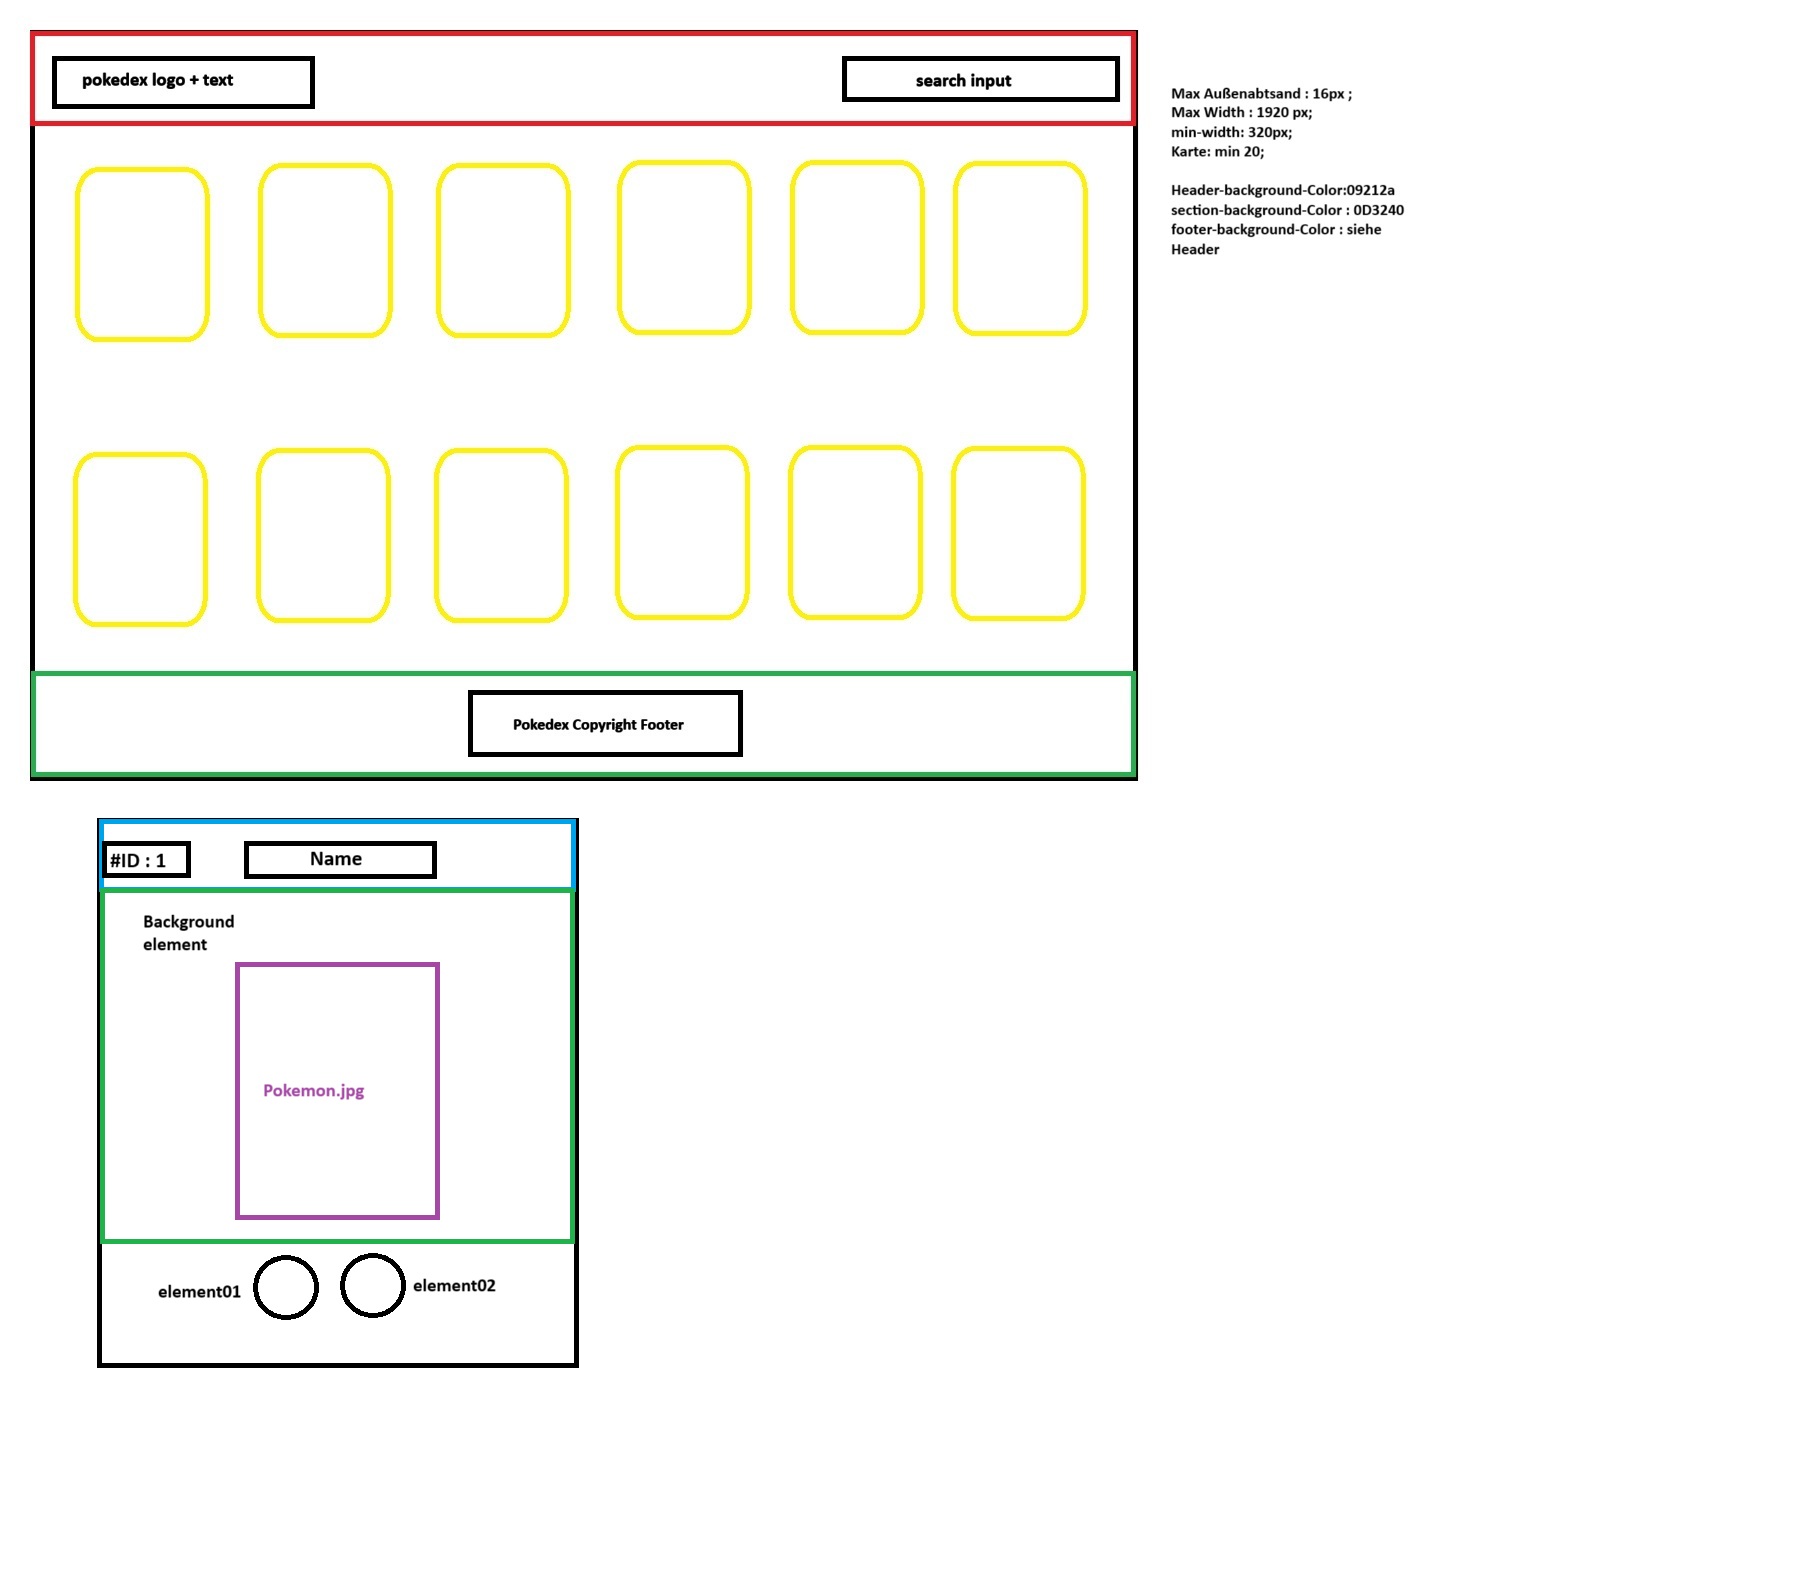 pokedex logo + text
search input
Max Außenabtsand : 16px ;
Max Width : 1920 px;
min-width: 320px;
Karte: min 20;
Header-background-Color:09212a
section-background-Color : 0D3240
footer-background-Color : siehe
Header
Pokedex Copyright Footer
#ID : 1
Name
Background
element
Pokemon.jpg
element01
element02